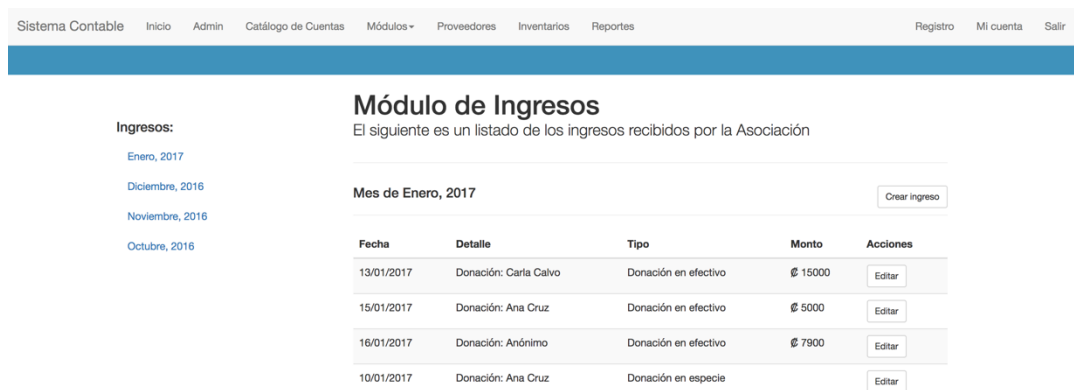 Sistema Contable Inicio Admin Catálogo de Cuentas Módulos Proveedores Inventarios Reportes Registro Mi cuenta Salir
Módulo de Ingresos
El siguiente es un listado de los ingresos recibidos por la Asociación
Ingresos:
Enero, 2017
Diciembre, 2016
Noviembre, 2016
Octubre, 2016
Mes de Enero, 2017 Crear ingreso
Fecha Detalle Tipo Monto Acciones
13/01/2017 Donación: Carla Calvo Donación en efectivo ₡ 15000 Editar
15/01/2017 Donación: Ana Cruz Donación en efectivo ₡ 5000 Editar
16/01/2017 Donación: Anónimo Donación en efectivo ₡ 7900 Editar
10/01/2017 Donación: Ana Cruz Donación en especie Editar